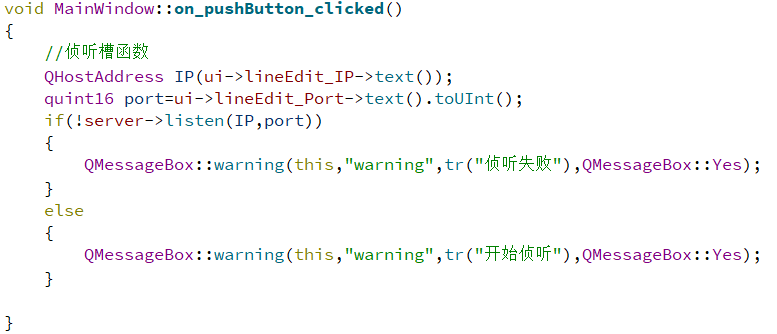 void MainWindow::on_pushButton_clicked()
{
    //侦听槽函数
    QHostAddress IP(ui->lineEdit_IP->text());
    quint16 port=ui->lineEdit_Port->text().toUInt();
    if(!server->listen(IP,port))
    {
        QMessageBox::warning(this,"warning",tr("侦听失败"),QMessageBox::Yes);
    }
    else
    {
        QMessageBox::warning(this,"warning",tr("开始侦听"),QMessageBox::Yes);
    }
}